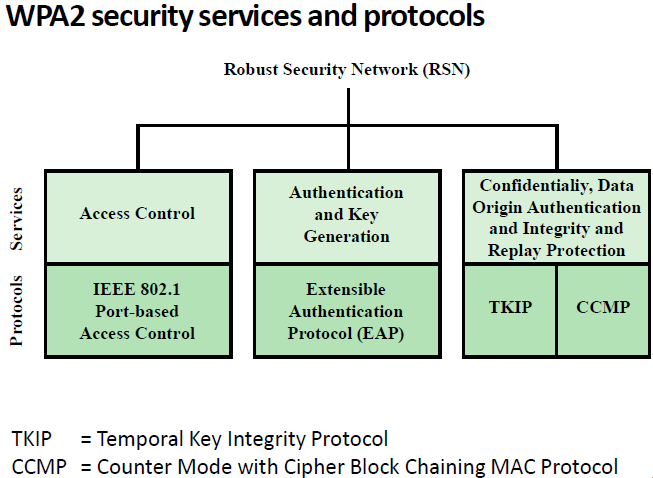 WPA2 security services and protocols
Robust Security Network (RSN)
Services
Access Control
Authentication
and Key
Generation
Confidentialiy, Data
Origin Authentication
and Integrity and
Replay Protection
Protocols
IEEE 802.1
Port-based
Access Control
Extensible
Authentication
Protocol (EAP)
TKIP
CCMP
TKIP = Temporal Key Integrity Protocol
CCMP = Counter Mode with Cipher Block Chaining MAC Protocol